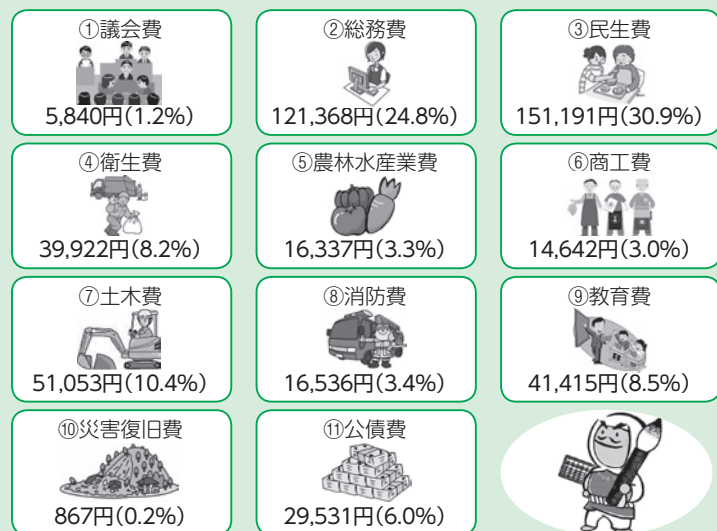 ①議会費
5,840円(1.2%)
②総務費
121,368円(24.8%)
③民生費
151,191円(30.9%)
④衛生費
39,922円(8.2%)
⑤農林水産業費
16,337円(3.3%)
⑥商工費
14,642円(3.0%)
⑦土木費
51,053円(10.4%)
⑧消防費
16,536円(3.4%)
⑨教育費
41,415円(8.5%)
⑩災害復旧費
867円(0.2%)
⑪公債費
29,531円(6.0%)